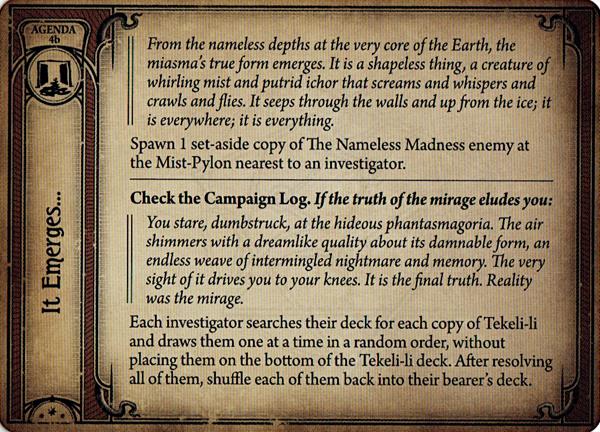 AGENDA
4b
It Emerges...
From the nameless depths at the very core of the Earth, the
miasma's true form emerges. It is a shapeless thing, a creature of
whirling mist and putrid ichor that screams and whispers and
crawls and flies. It seeps through the walls and up from the ice; it
is everywhere; it is everything.
Spawn 1 set-aside copy of The Nameless Madness enemy at
the Mist-Pylon nearest to an investigator.
Check the Campaign Log. If the truth of the mirage eludes you:
You stare, dumbstruck, at the hideous phantasmagoria. The air
shimmers with a dreamlike quality about its damnable form, an
endless weave of intermingled nightmare and memory. The very
sight of it drives you to your knees. It is the final truth. Reality
was the mirage.
Each investigator searches their deck for each copy of Tekeli-li
and draws them one at a time in a random order, without
placing them on the bottom of the Tekeli-li deck. After resolving
all of them, shuffle each of them back into their bearer's deck.